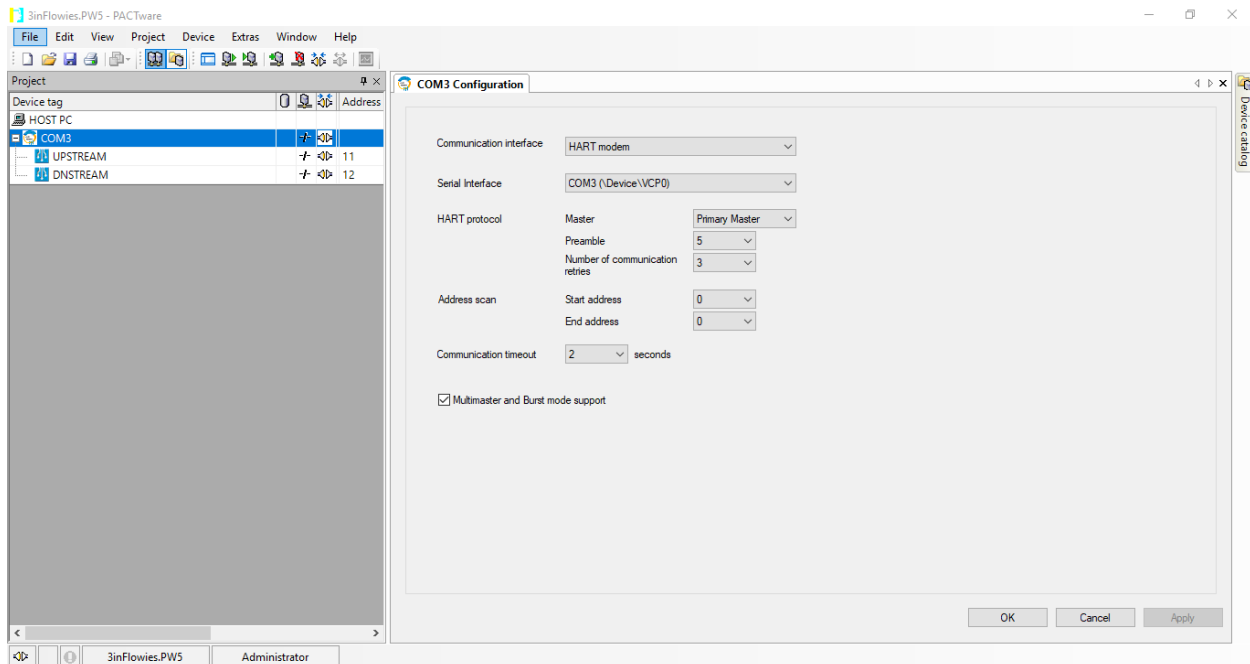 3inFlowies.PW5 - PACTware
File Edit View Project Device Extras Window Help
Project
Device tag Address
HOST PC
COM3
UPSTREAM 11
DNSTREAM 12
COM3 Configuration
Communication interface HART modem
Serial Interface COM3 (\Device\VCP0)
HART protocol Master Primary Master
Preamble 5
Number of communication retries 3
Address scan Start address 0
End address 0
Communication timeout 2 seconds
Multimaster and Burst mode support
OK Cancel Apply
Device catalog
3inFlowies.PW5 Administrator